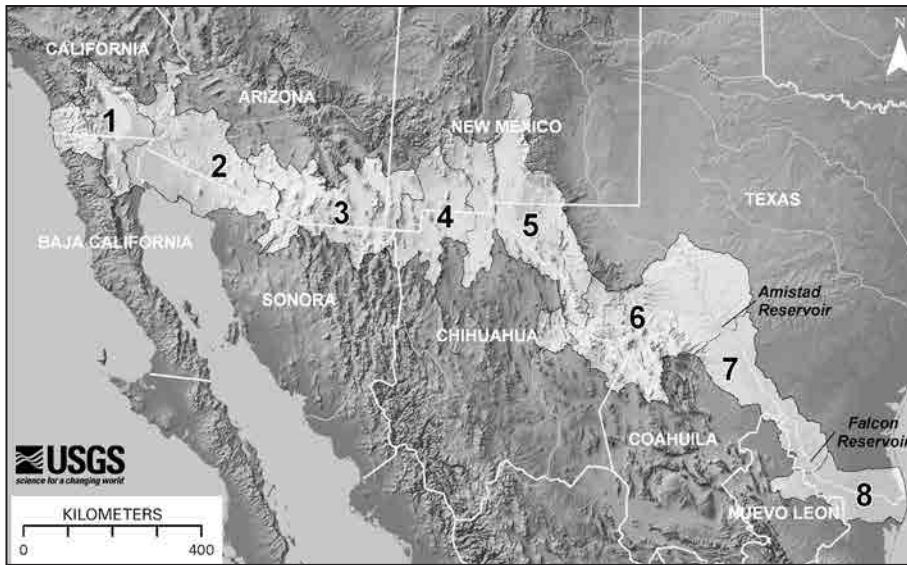 CALIFORNIA
N
1
ARIZONA
NEW MEXICO
2
3
4
5
TEXAS
BAJA CALIFORNIA
SONORA
CHIHUAHUA
6
Amistad
Reservoir
7
COAHUILA
Falcon
Reservoir
USGS
science for a changing world
8
NUEVO LEON
KILOMETERS
0
400